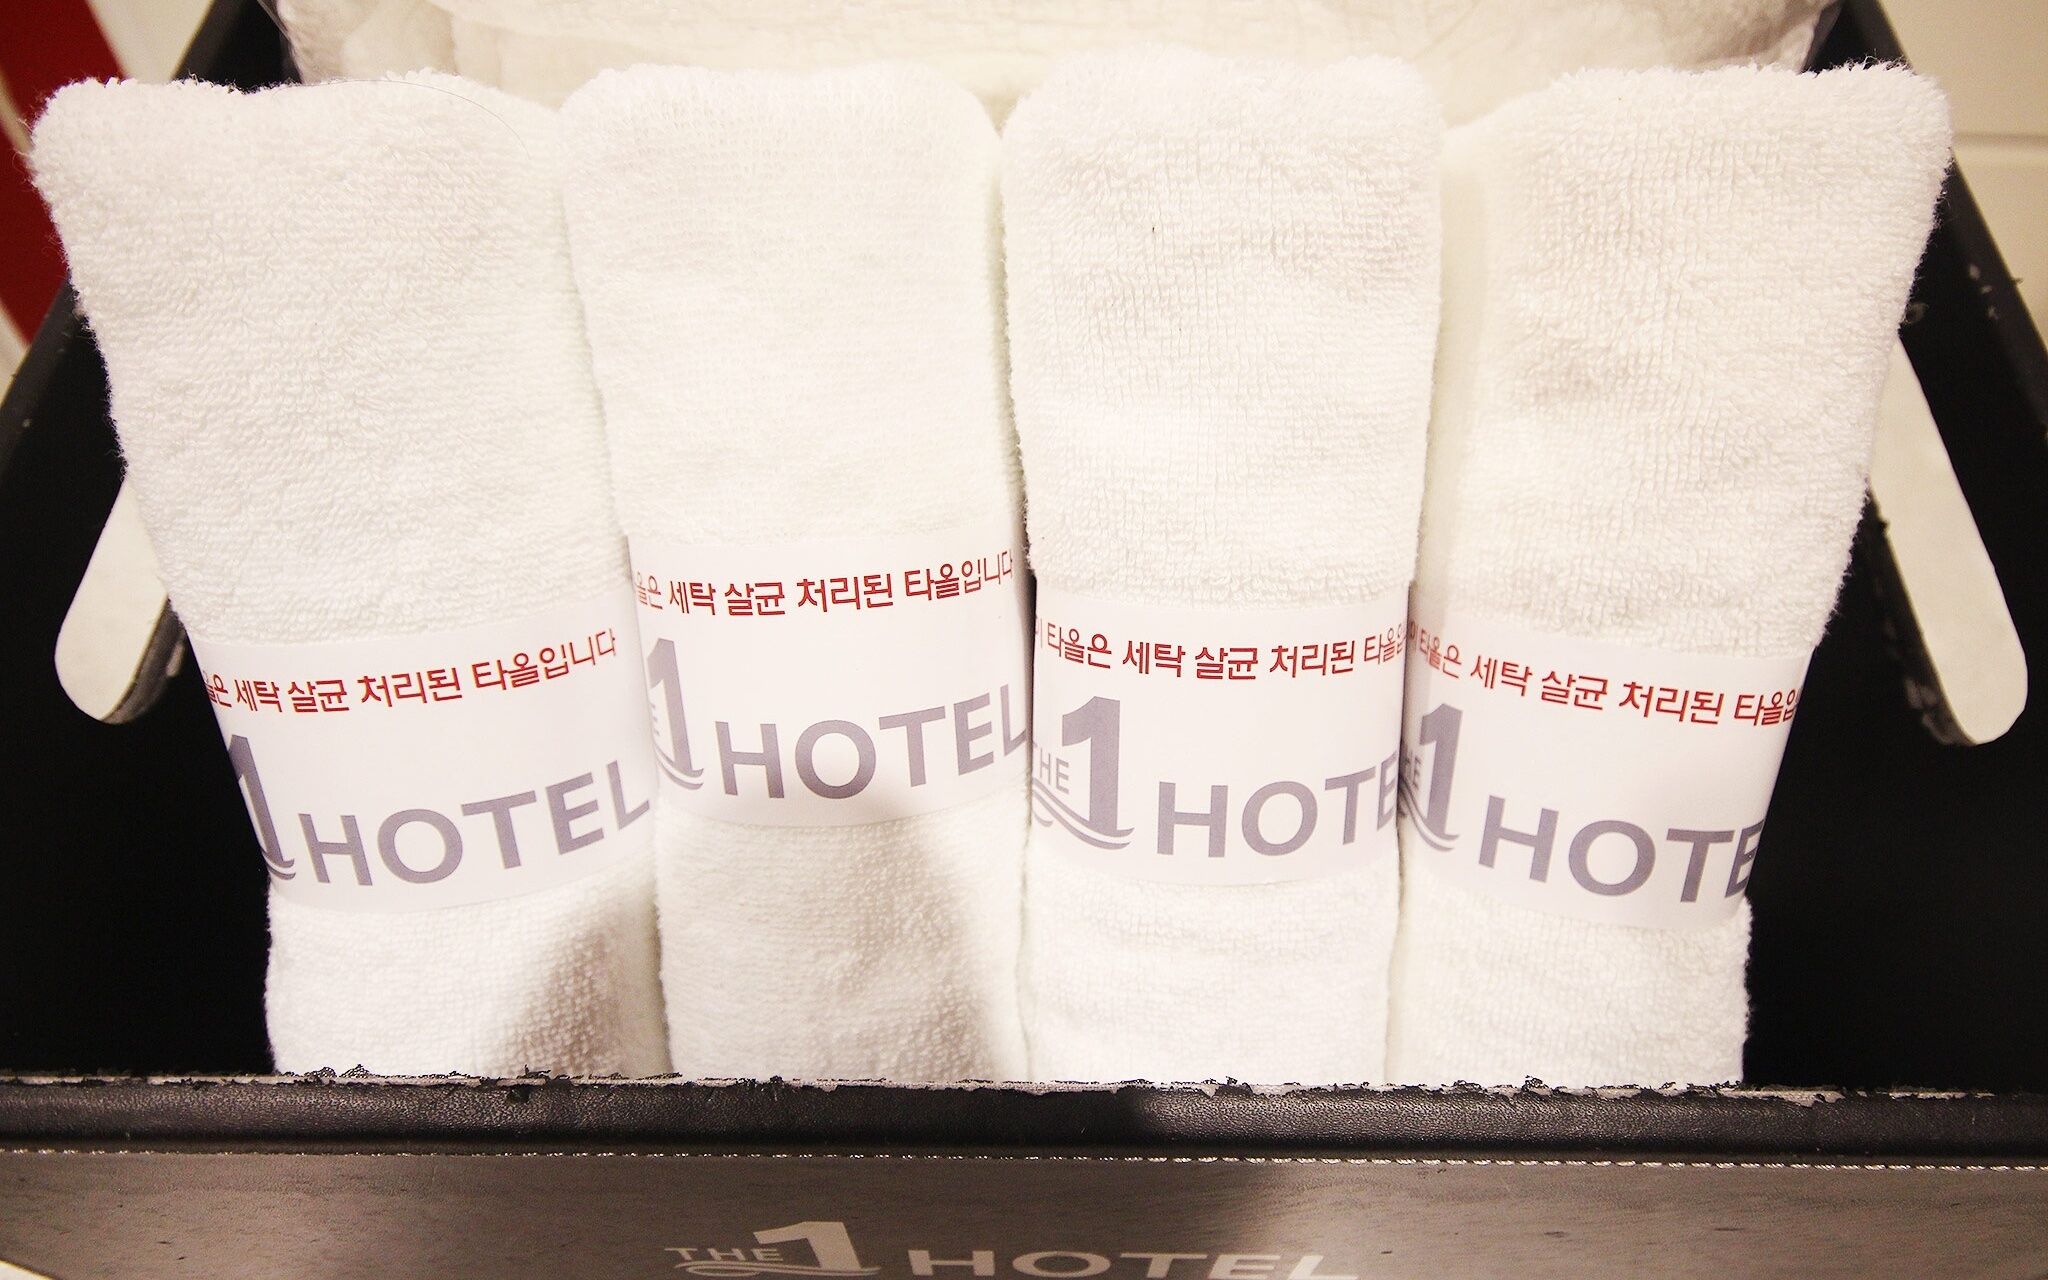 은 세탁 살균 처리된 타올입니다
1 HOTEL
타올은 세탁 살균 처리된 타올입니다
THE 1 HOTEL
이 타올은 세탁 살균 처리된 타올입
THE 1 HOTE
이 타올은 세탁 살균 처리된 타올입
THE 1 HOTE
THE 1 HOTEL